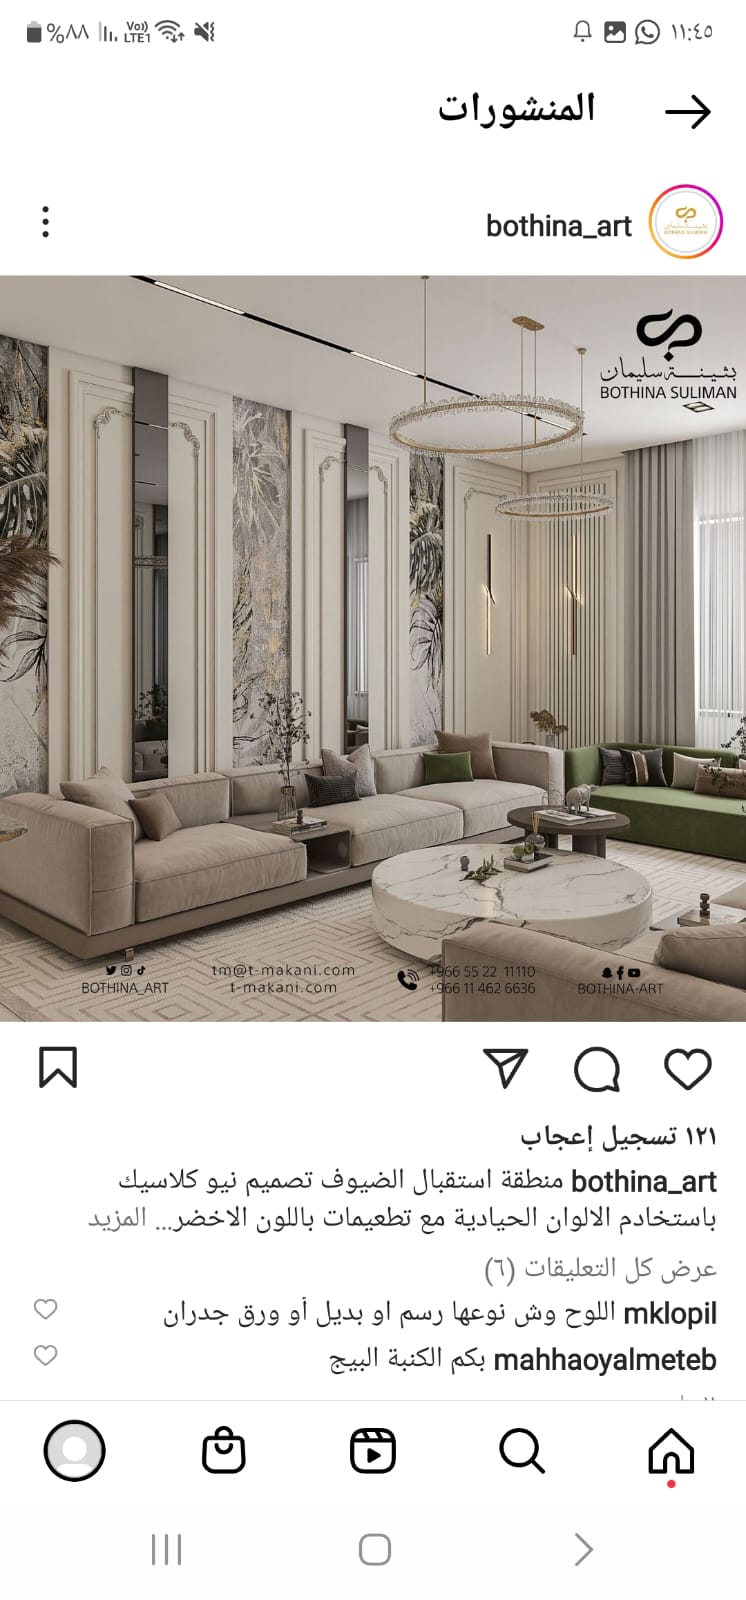 ١١:٤٥
%٨٨
Vo))
LTE1
المنشورات
bothina_art
بثينة سليمان
BOTHINA SULIMAN
BOTHINA_ART
tm@t-makani.com
t-makani.com
+966 55 22 11110
+966 11 462 6636
BOTHINA-ART
١٢١ تسجيل إعجاب
bothina_art منطقة استقبال الضيوف تصميم نيو كلاسيك
باستخادم الالوان الحيادية مع تطعيمات باللون الاخضر... المزيد
عرض كل التعليقات (٦)
mklopil اللوح وش نوعها رسم او بديل أو ورق جدران
mahhaoyalmeteb بكم الكنبة البيج